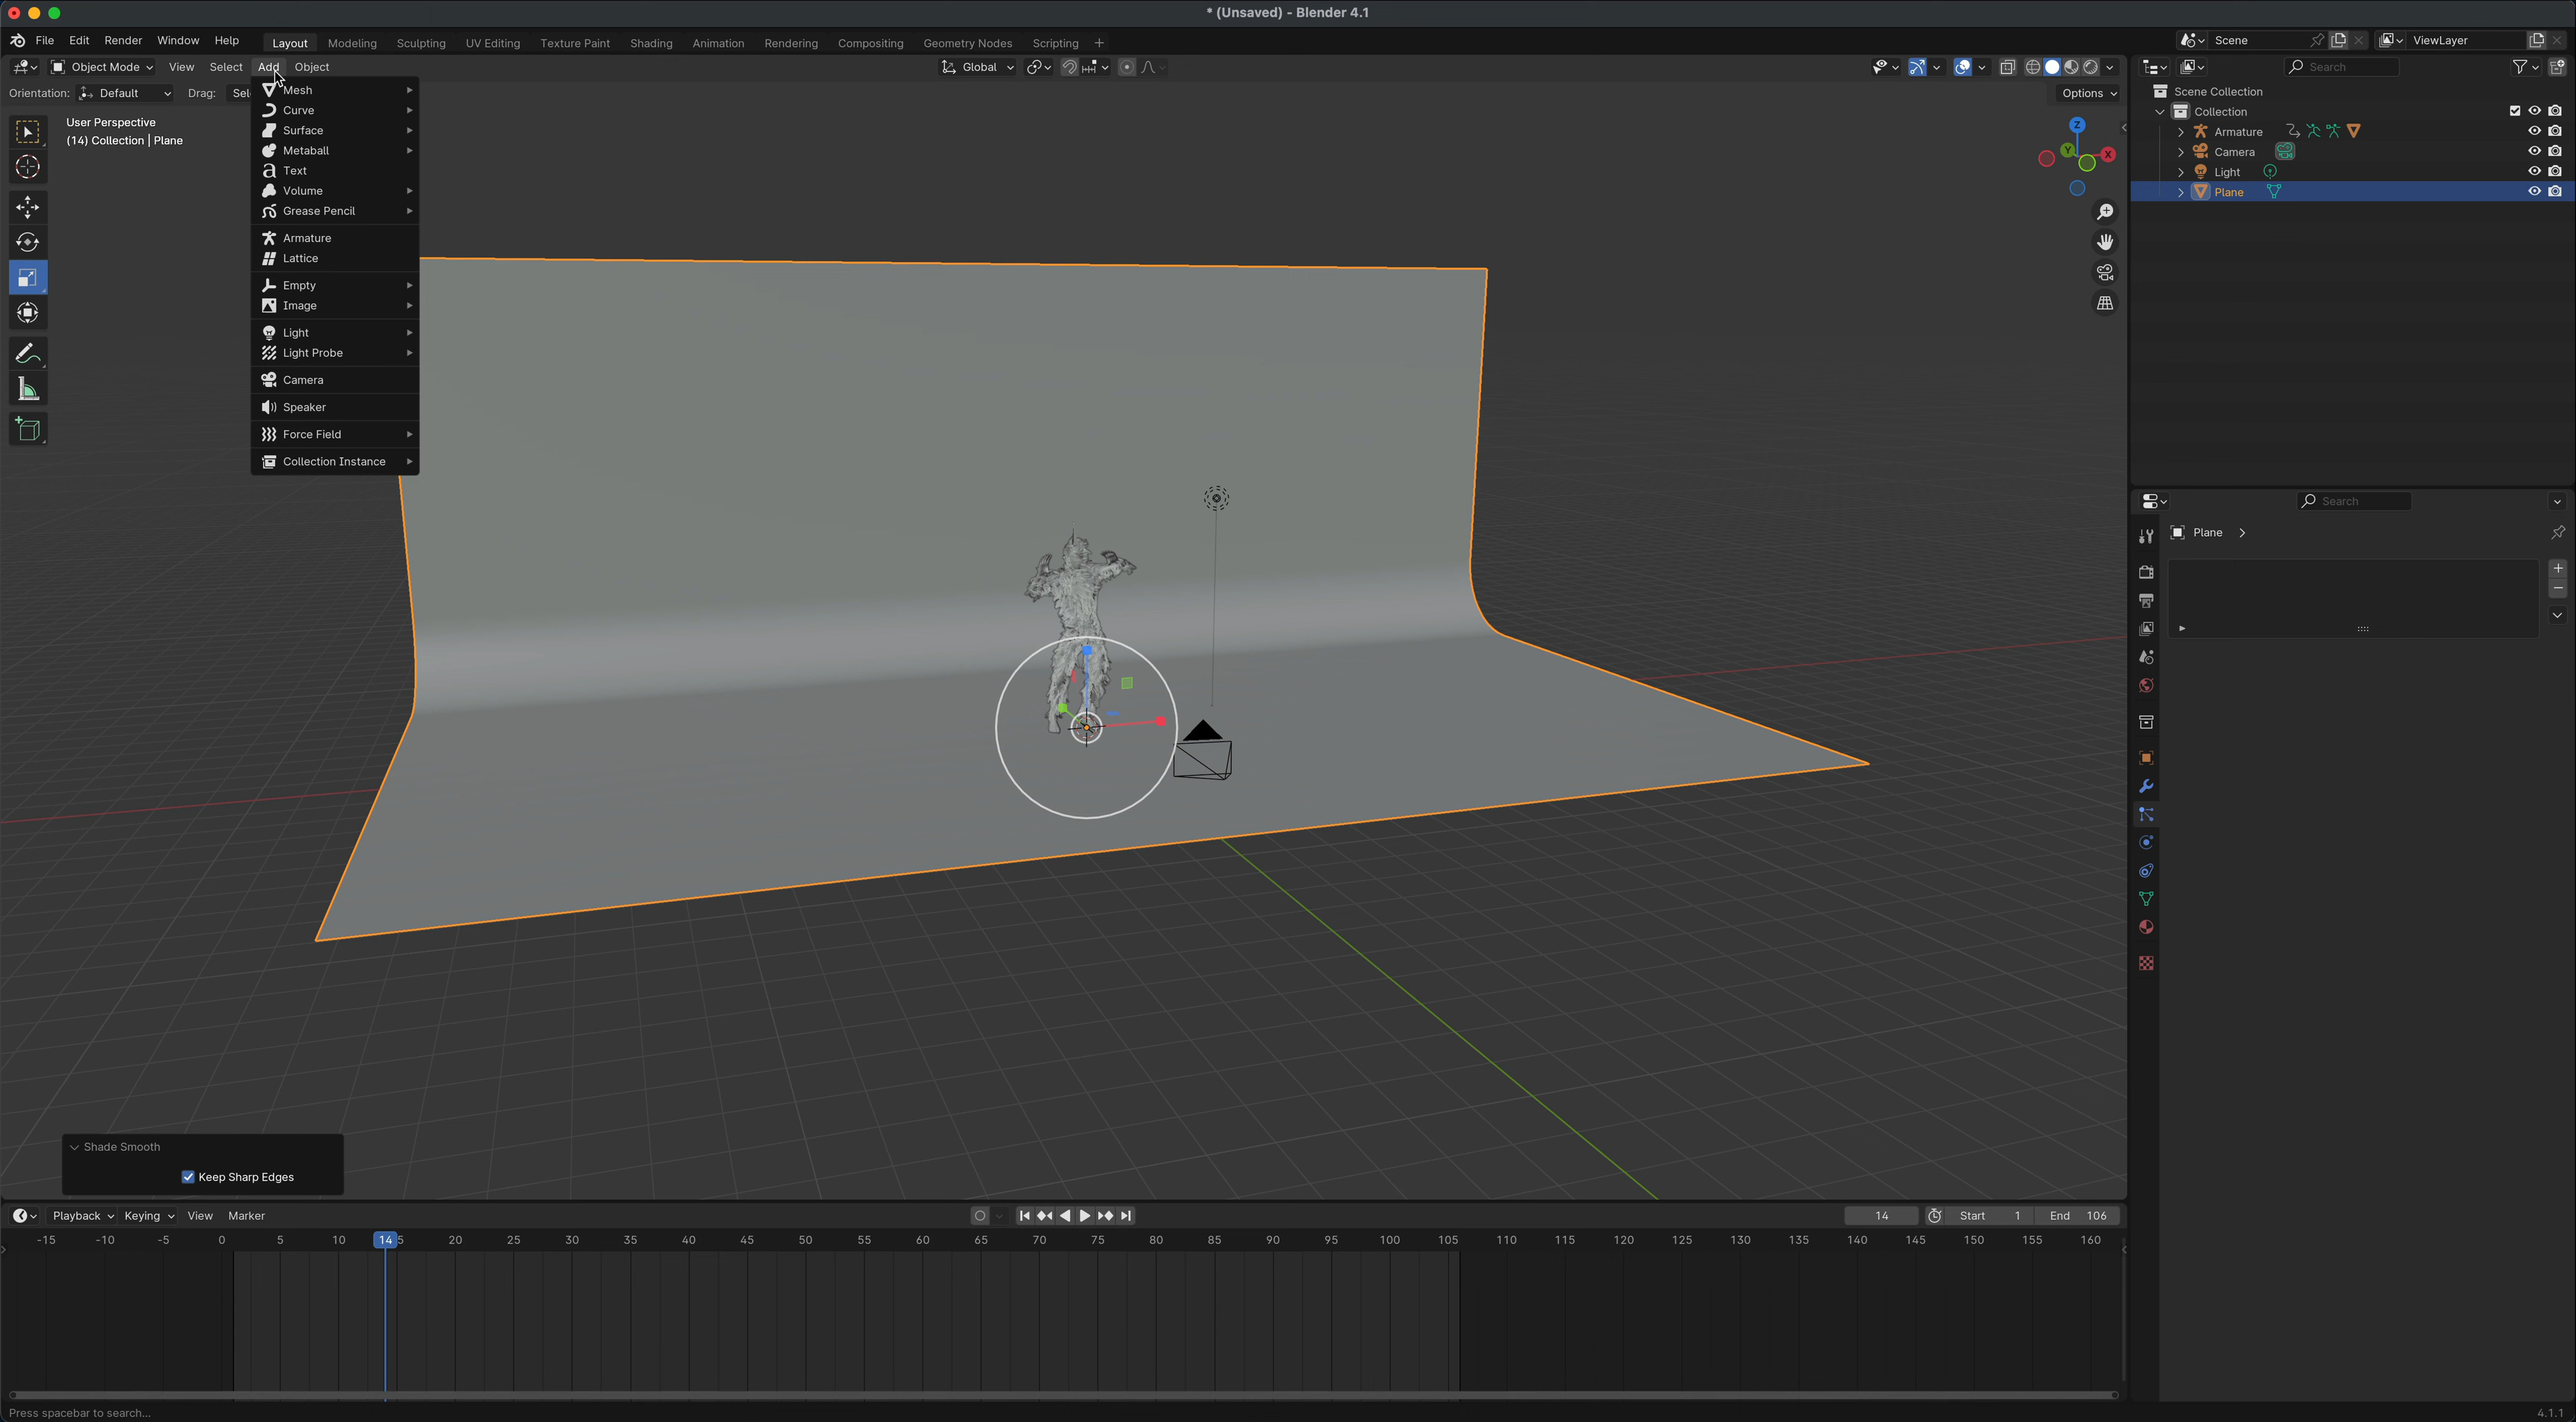 * (Unsaved) - Blender 4.1
File Edit Render Window Help Layout Modeling Sculpting UV Editing Texture Paint Shading Animation Rendering Compositing Geometry Nodes Scripting + Scene ViewLayer
Object Mode View Select Add Object Global Options
Orientation: Default Drag: Sel
User Perspective
(14) Collection | Plane
Mesh
Curve
Surface
Metaball
Text
Volume
Grease Pencil
Armature
Lattice
Empty
Image
Light
Light Probe
Camera
Speaker
Force Field
Collection Instance
Z
Y
X
Search
Scene Collection
Collection
Armature
Camera
Light
Plane
Search
Plane
Shade Smooth
Keep Sharp Edges
Playback Keying View Marker 14 Start 1 End 106
-15 -10 -5 0 5 10 14 5 20 25 30 35 40 45 50 55 60 65 70 75 80 85 90 95 100 105 110 115 120 125 130 135 140 145 150 155 160
Press spacebar to search...
4.1.1